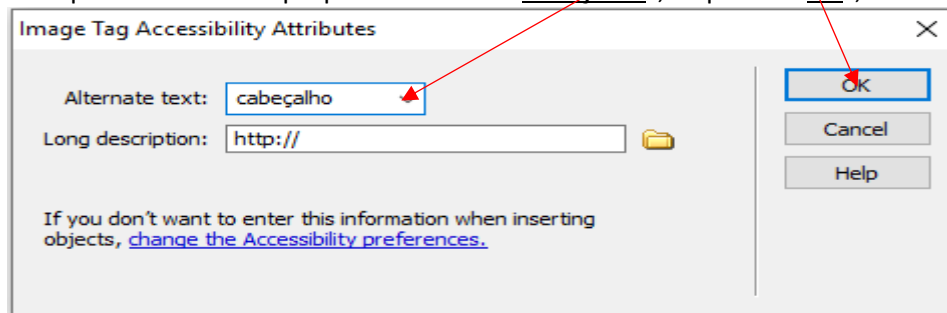 Image Tag Accessibility Attributes
Alternate text: cabeçalho
OK
Long description: http://
Cancel
Help
If you don't want to enter this information when inserting
objects, change the Accessibility preferences.